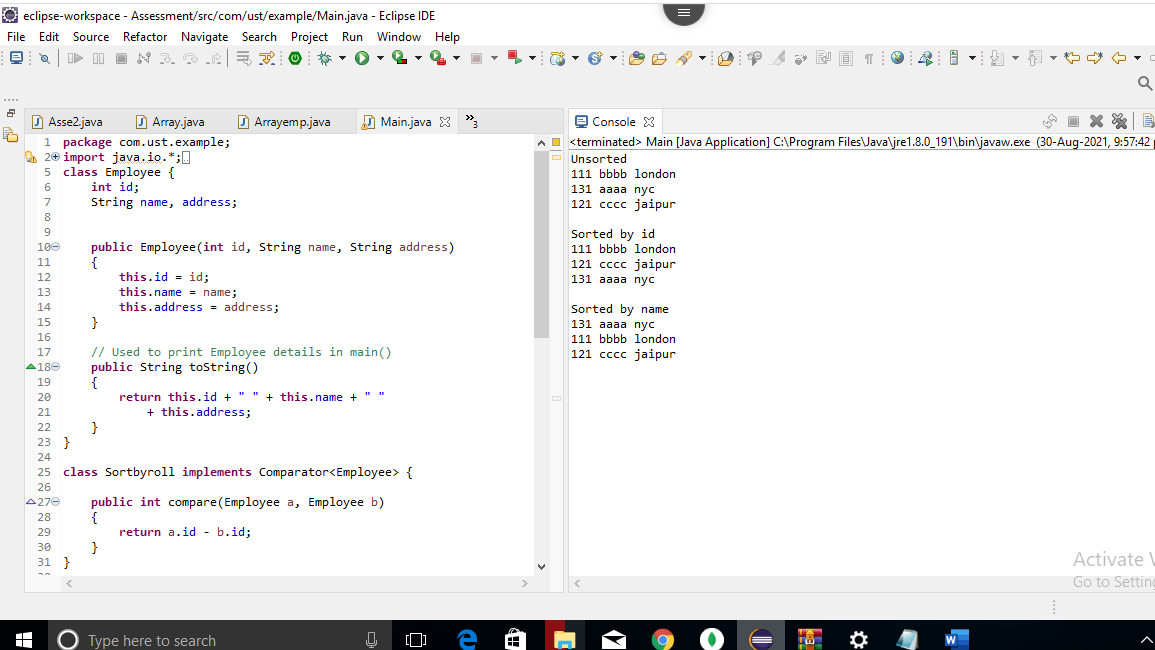 eclipse-workspace - Assessment/src/com/ust/example/Main.java - Eclipse IDE
File Edit Source Refactor Navigate Search Project Run Window Help
Asse2.java Array.java Arrayemp.java Main.java »3
1 package com.ust.example;
2 import java.io.*;
5 class Employee {
6 int id;
7 String name, address;
8
9
10 public Employee(int id, String name, String address)
11 {
12 this.id = id;
13 this.name = name;
14 this.address = address;
15 }
16
17 // Used to print Employee details in main()
18 public String toString()
19 {
20 return this.id + " " + this.name + " "
21 + this.address;
22 }
23 }
24
25 class Sortbyroll implements Comparator<Employee> {
26
27 public int compare(Employee a, Employee b)
28 {
29 return a.id - b.id;
30 }
31 }
Console
<terminated> Main [Java Application] C:\Program Files\Java\jre1.8.0_191\bin\javaw.exe (30-Aug-2021, 9:57:42
Unsorted
111 bbbb london
131 aaaa nyc
121 cccc jaipur
Sorted by id
111 bbbb london
121 cccc jaipur
131 aaaa nyc
Sorted by name
131 aaaa nyc
111 bbbb london
121 cccc jaipur
Activate
Go to Settin
Type here to search